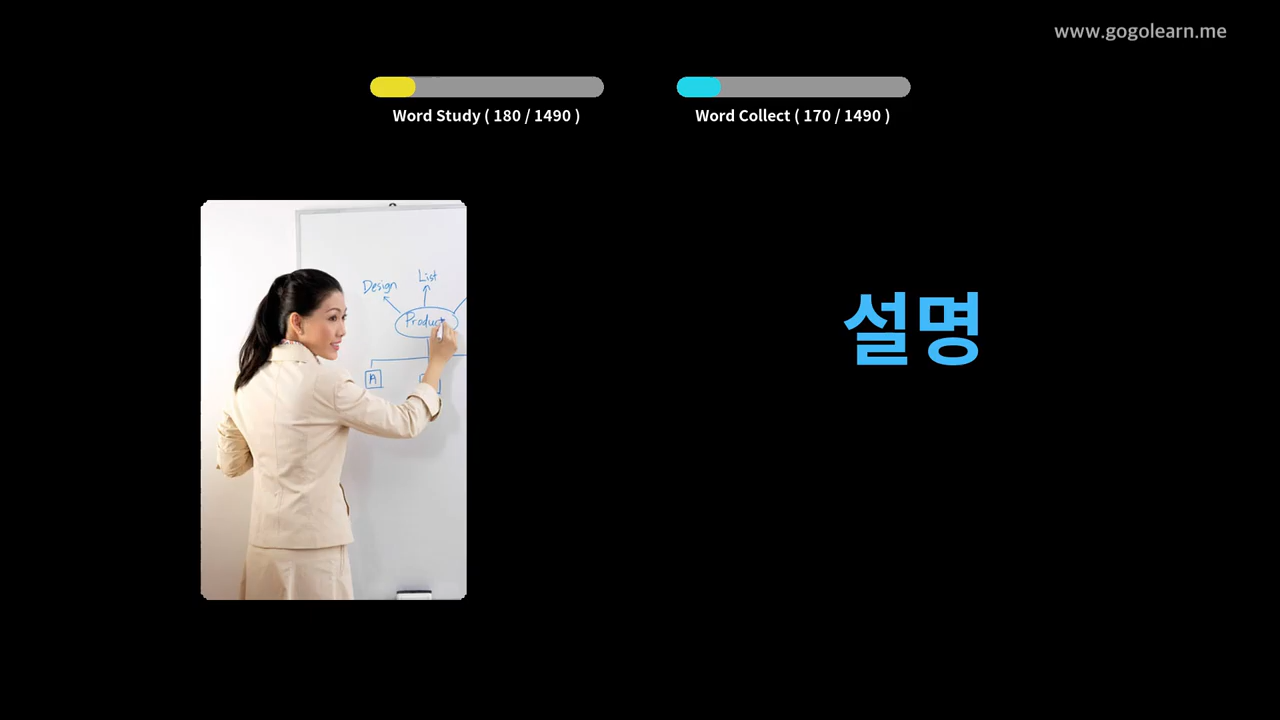 www.gogolearn.me
Word Study ( 180 / 1490 )
Word Collect ( 170 / 1490 )
설명
List
Design
Product
A